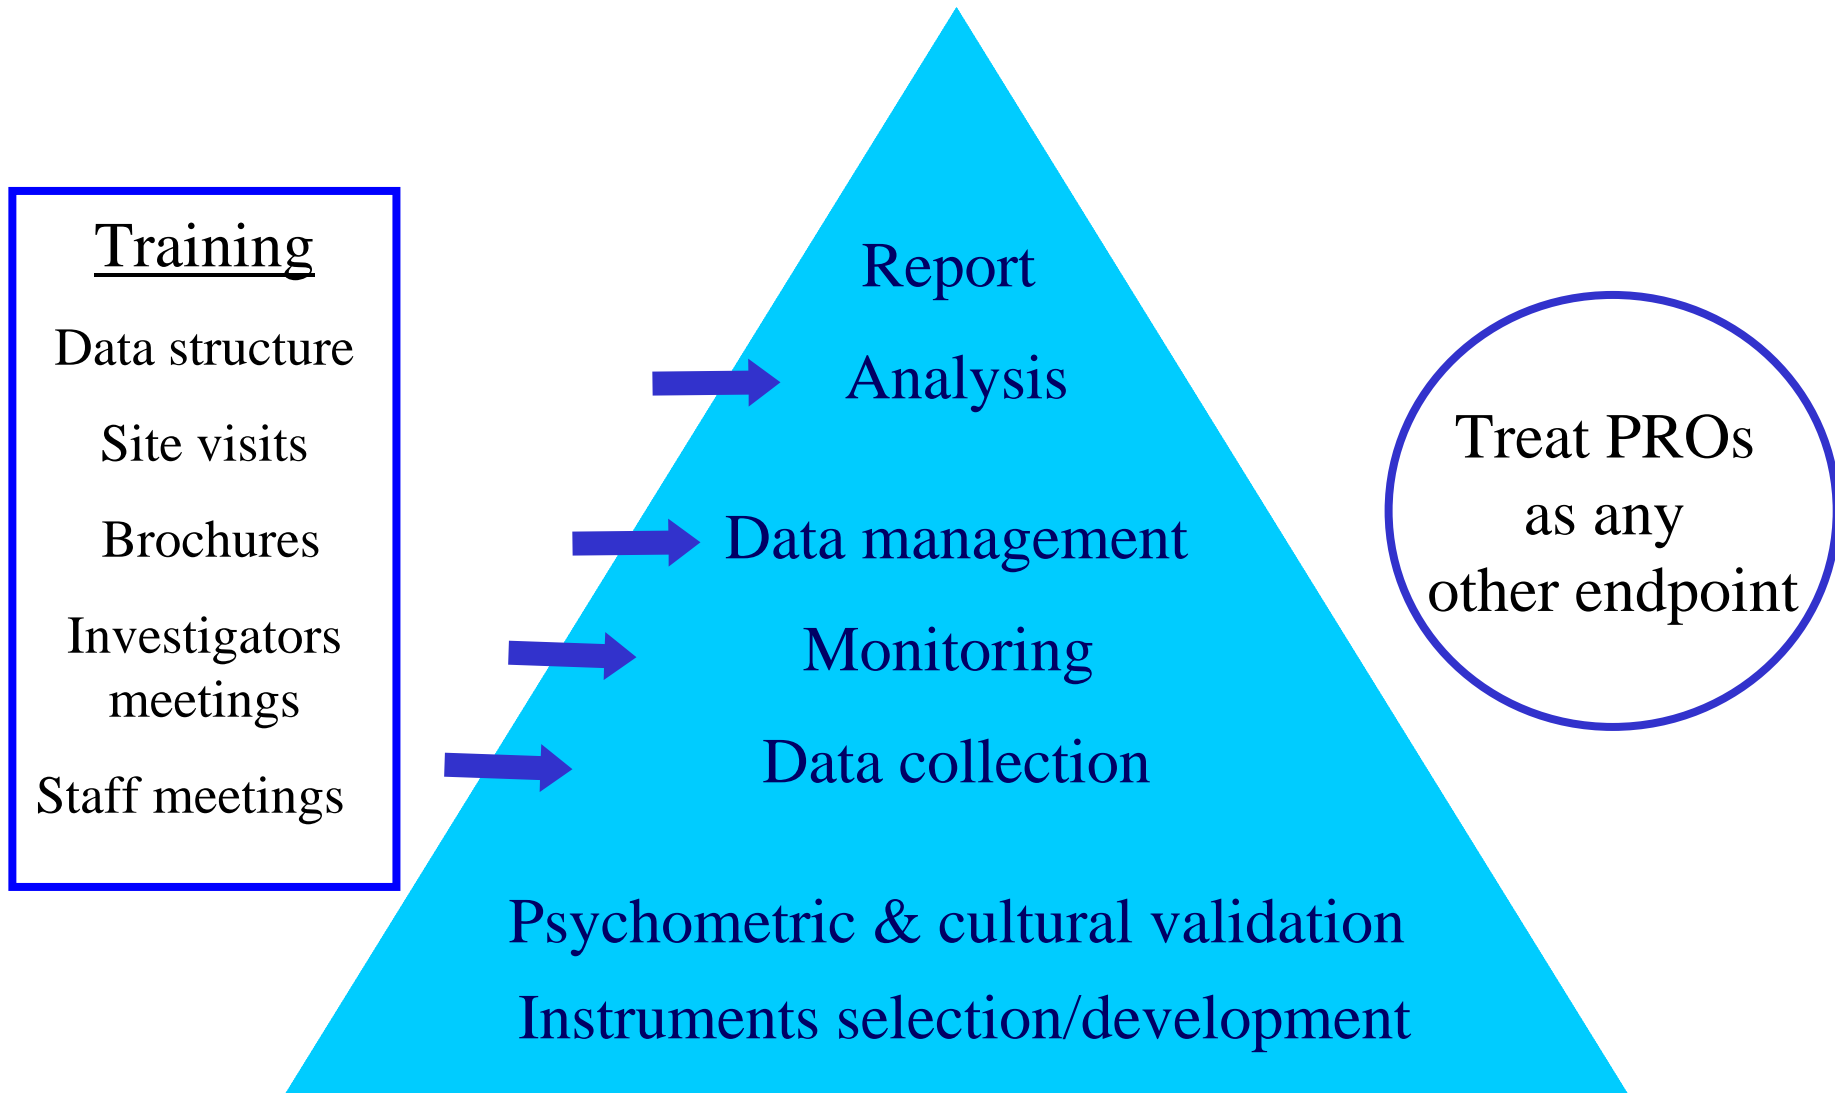 Training
Data structure
Site visits
Brochures
Investigators
meetings
Staff meetings
Report
Analysis
Data management
Monitoring
Data collection
Psychometric & cultural validation
Instruments selection/development
Treat PROs
as any
other endpoint